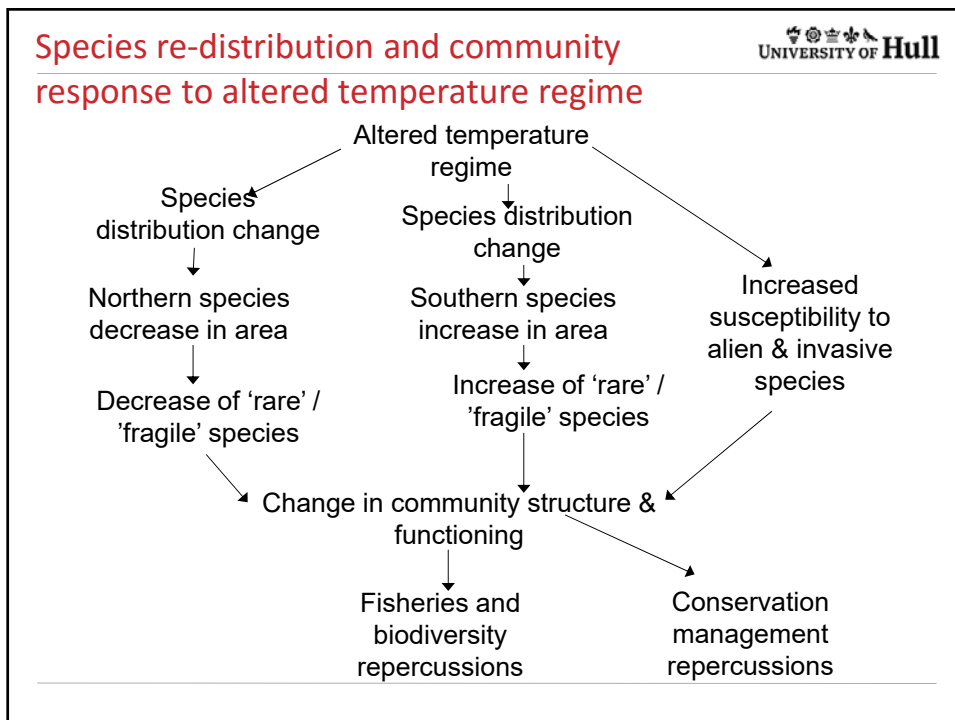 Species re-distribution and community
response to altered temperature regime
UNIVERSITY OF Hull
Altered temperature
regime
Species
distribution change
Species distribution
change
Northern species
decrease in area
Southern species
increase in area
Increased
susceptibility to
alien & invasive
species
Decrease of ‘rare’ /
’fragile’ species
Increase of ‘rare’ /
’fragile’ species
Change in community structure &
functioning
Fisheries and
biodiversity
repercussions
Conservation
management
repercussions